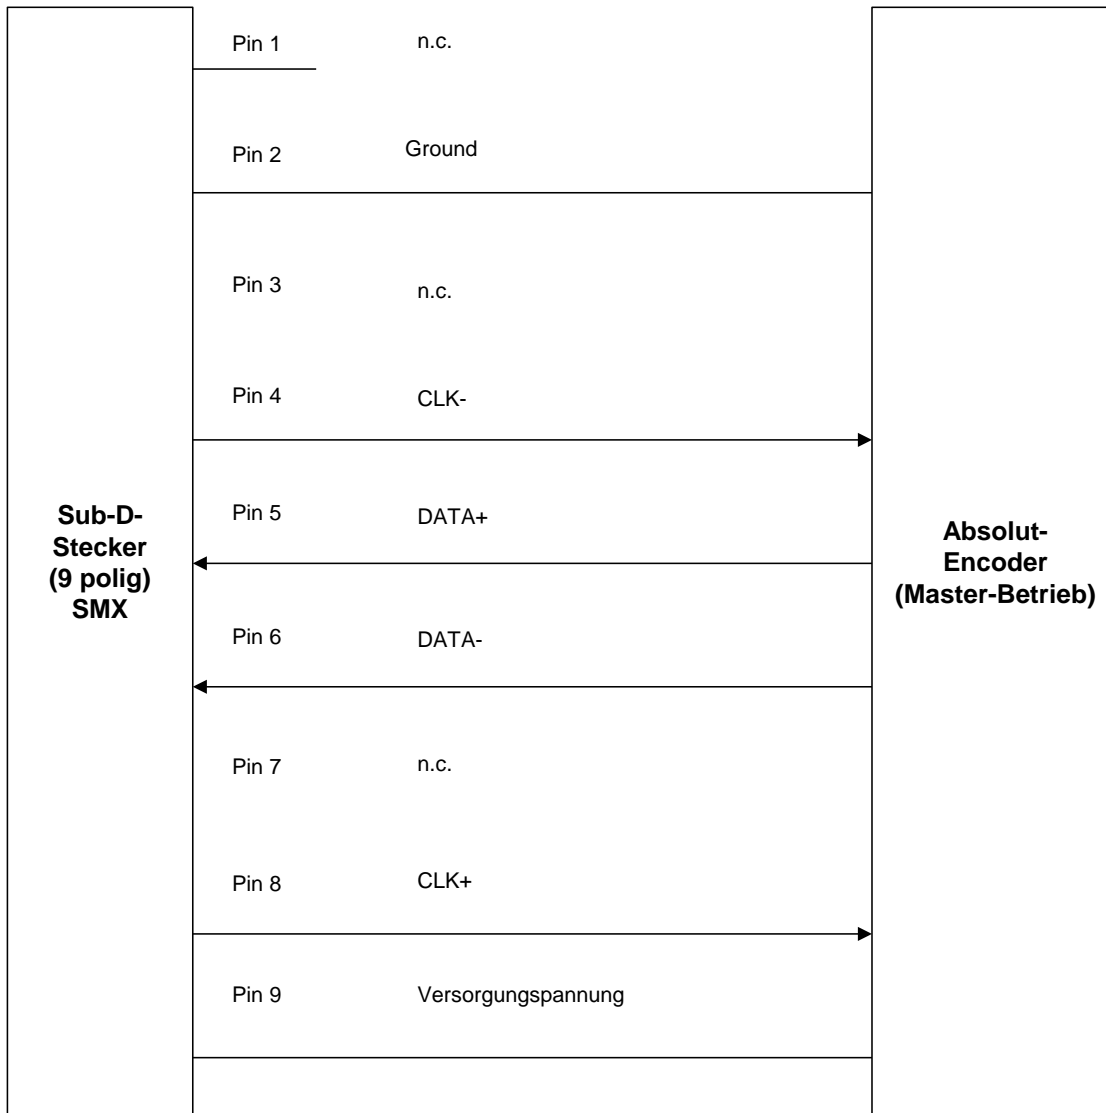 Pin 1 n.c.
Pin 2 Ground
Pin 3 n.c.
Pin 4 CLK-
Pin 5 DATA+
Pin 6 DATA-
Pin 7 n.c.
Pin 8 CLK+
Pin 9 Versorgungspannung
Sub-D-
Stecker
(9 polig)
SMX
Absolut-
Encoder
(Master-Betrieb)